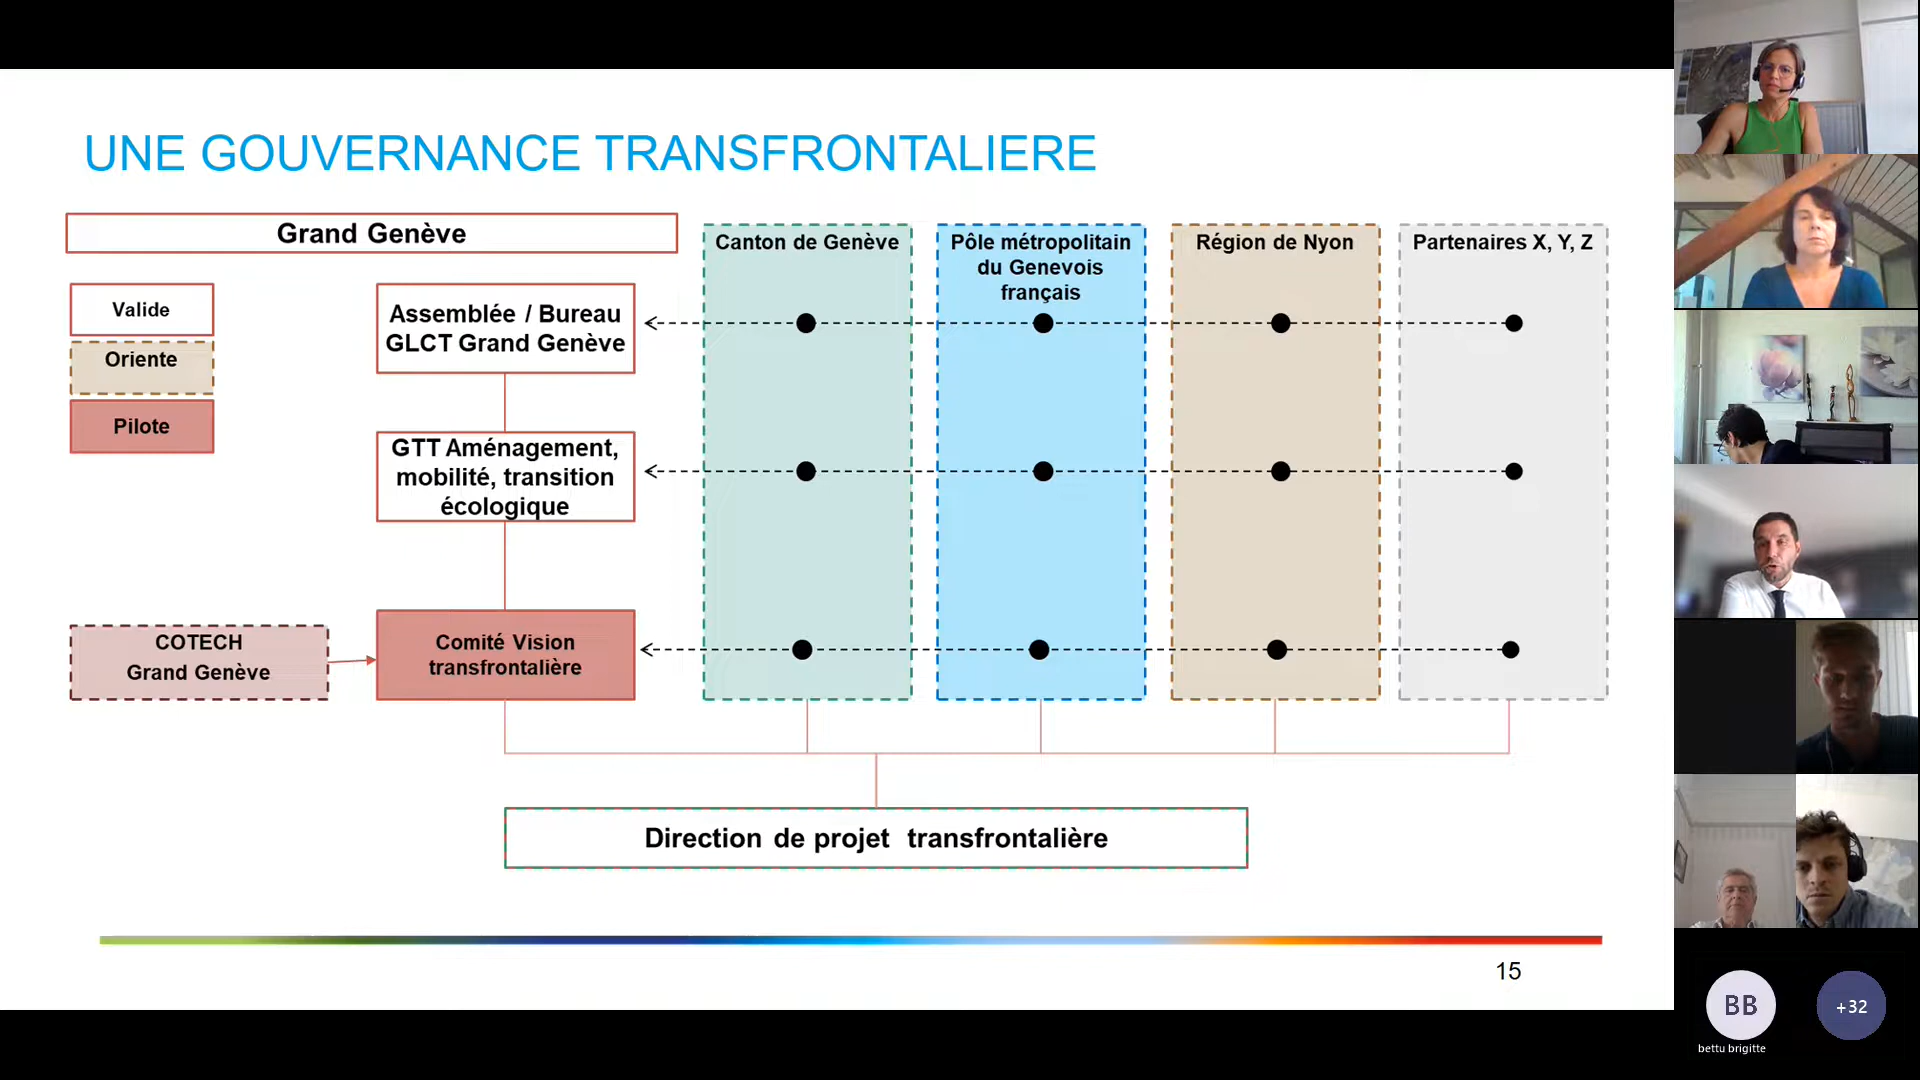 UNE GOUVERNANCE TRANSFRONTALIERE
Grand Genève
Canton de Genève
Pôle métropolitain
du Genevois
français
Région de Nyon
Partenaires X, Y, Z
Valide
Oriente
Pilote
Assemblée / Bureau
GLCT Grand Genève
GTT Aménagement,
mobilité, transition
écologique
COTECH
Grand Genève
Comité Vision
transfrontalière
Direction de projet transfrontalière
15
BB
bettu brigitte
+32